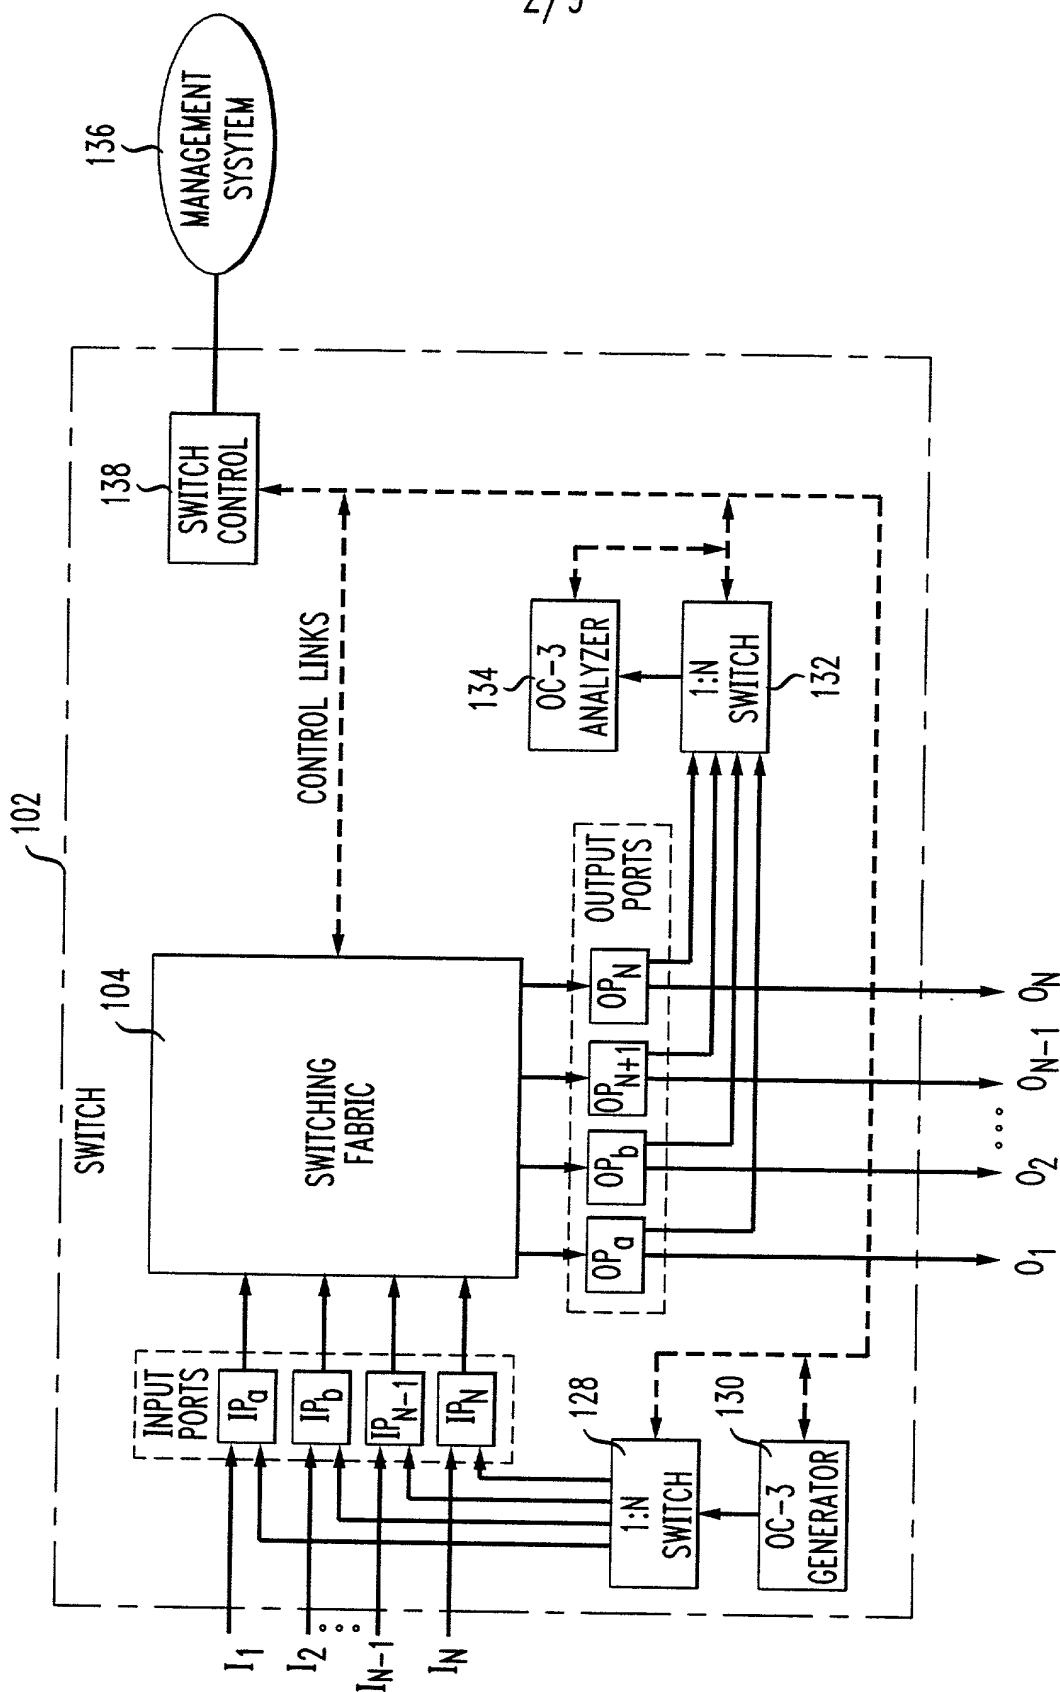 102
SWITCH
104
SWITCHING
FABRIC
CONTROL LINKS
138
SWITCH
CONTROL
136
MANAGEMENT
SYSYTEM
INPUT
PORTS
I1
IPa
I2
IPb
IN-1
IPN-1
IN
IPN
OUTPUT
PORTS
OPa
OPb
OPN+1
OPN
134
OC-3
ANALYZER
1:N
SWITCH
132
128
1:N
SWITCH
130
OC-3
GENERATOR
O1
O2
ON-1
ON